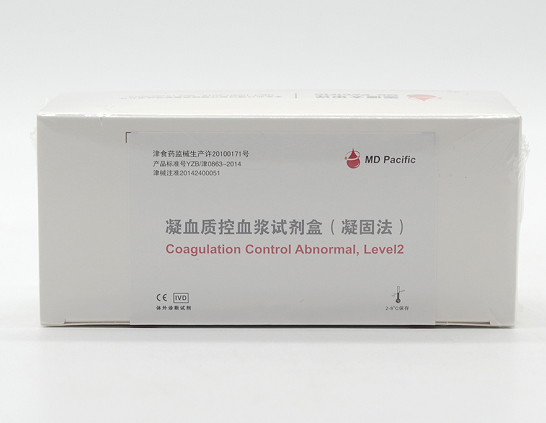 津食药监械生产许20100171号
产品标准号YZB/津0863-2014
津械注准20142400051
MD Pacific
凝血质控血浆试剂盒（凝固法）
Coagulation Control Abnormal, Level2
CE IVD
体外诊断试剂
2-8℃保存